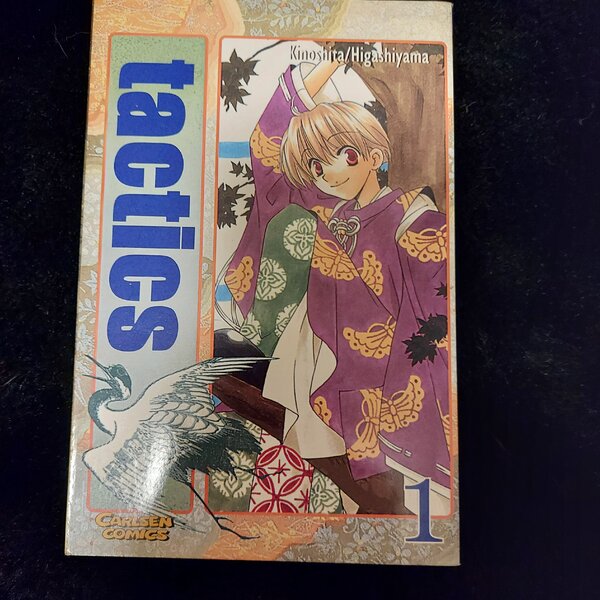 Kinoshita/Higashiyama
tactics
CARLSEN
COMICS
1